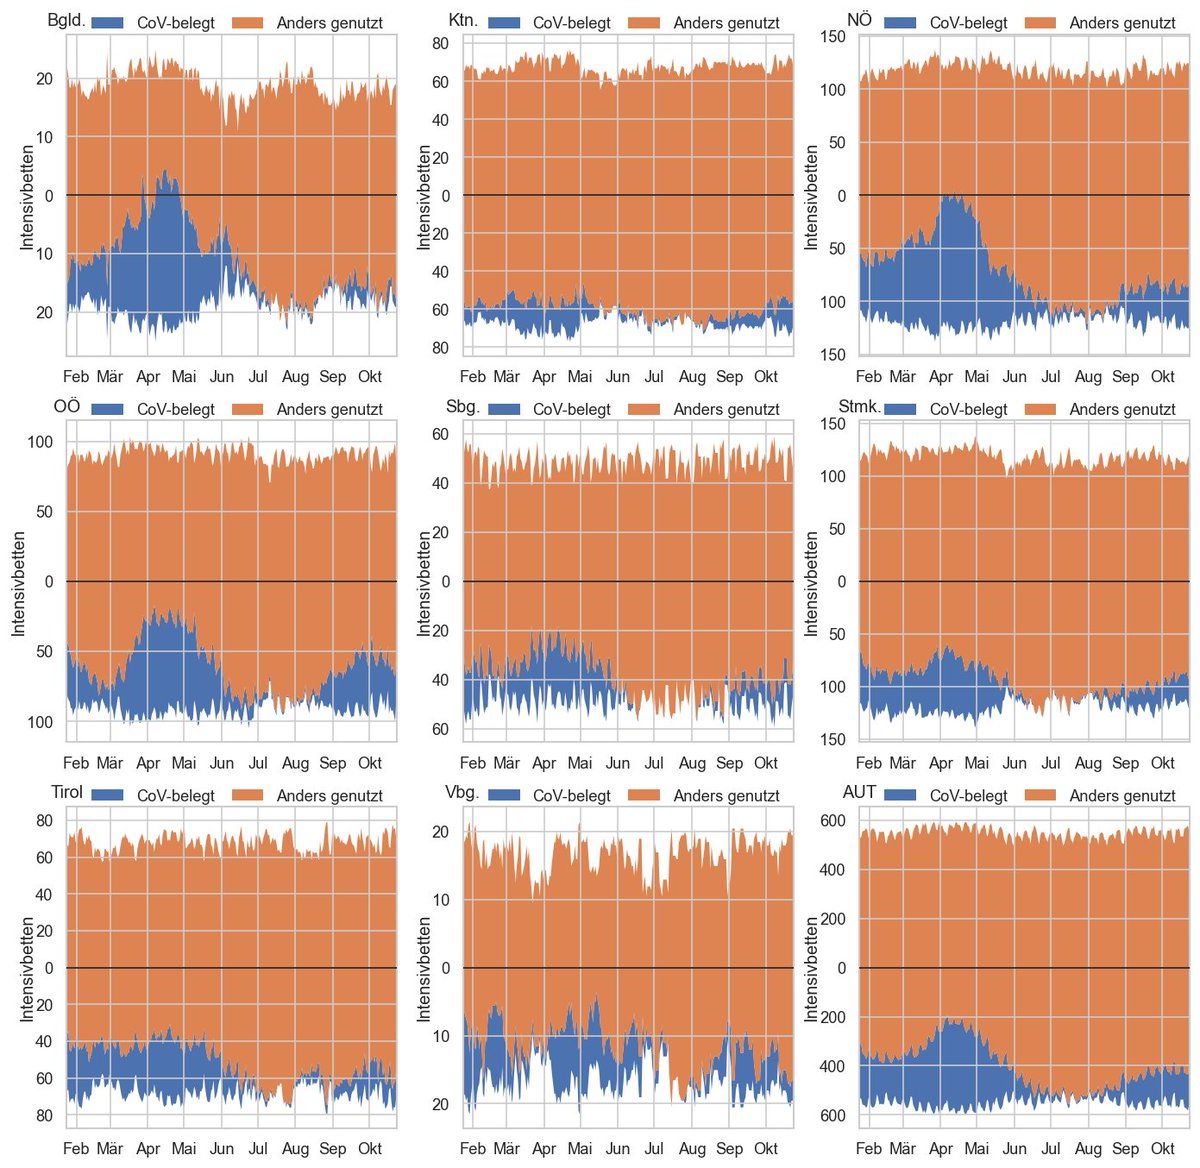 Bgld. CoV-belegt Anders genutzt Ktn. CoV-belegt Anders genutzt NÖ CoV-belegt Anders genutzt
Intensivbetten
20
10
0
10
20
Feb Mär Apr Mai Jun Jul Aug Sep Okt
Intensivbetten
80
60
40
20
0
20
40
60
80
Feb Mär Apr Mai Jun Jul Aug Sep Okt
Intensivbetten
150
100
50
0
50
100
150
Feb Mär Apr Mai Jun Jul Aug Sep Okt
OÖ CoV-belegt Anders genutzt Sbg. CoV-belegt Anders genutzt Stmk. CoV-belegt Anders genutzt
Intensivbetten
100
50
0
50
100
Feb Mär Apr Mai Jun Jul Aug Sep Okt
Intensivbetten
60
40
20
0
20
40
60
Feb Mär Apr Mai Jun Jul Aug Sep Okt
Intensivbetten
150
100
50
0
50
100
150
Feb Mär Apr Mai Jun Jul Aug Sep Okt
Tirol CoV-belegt Anders genutzt Vbg. CoV-belegt Anders genutzt AUT CoV-belegt Anders genutzt
Intensivbetten
80
60
40
20
0
20
40
60
80
Feb Mär Apr Mai Jun Jul Aug Sep Okt
Intensivbetten
20
10
0
10
20
Feb Mär Apr Mai Jun Jul Aug Sep Okt
Intensivbetten
600
400
200
0
200
400
600
Feb Mär Apr Mai Jun Jul Aug Sep Okt